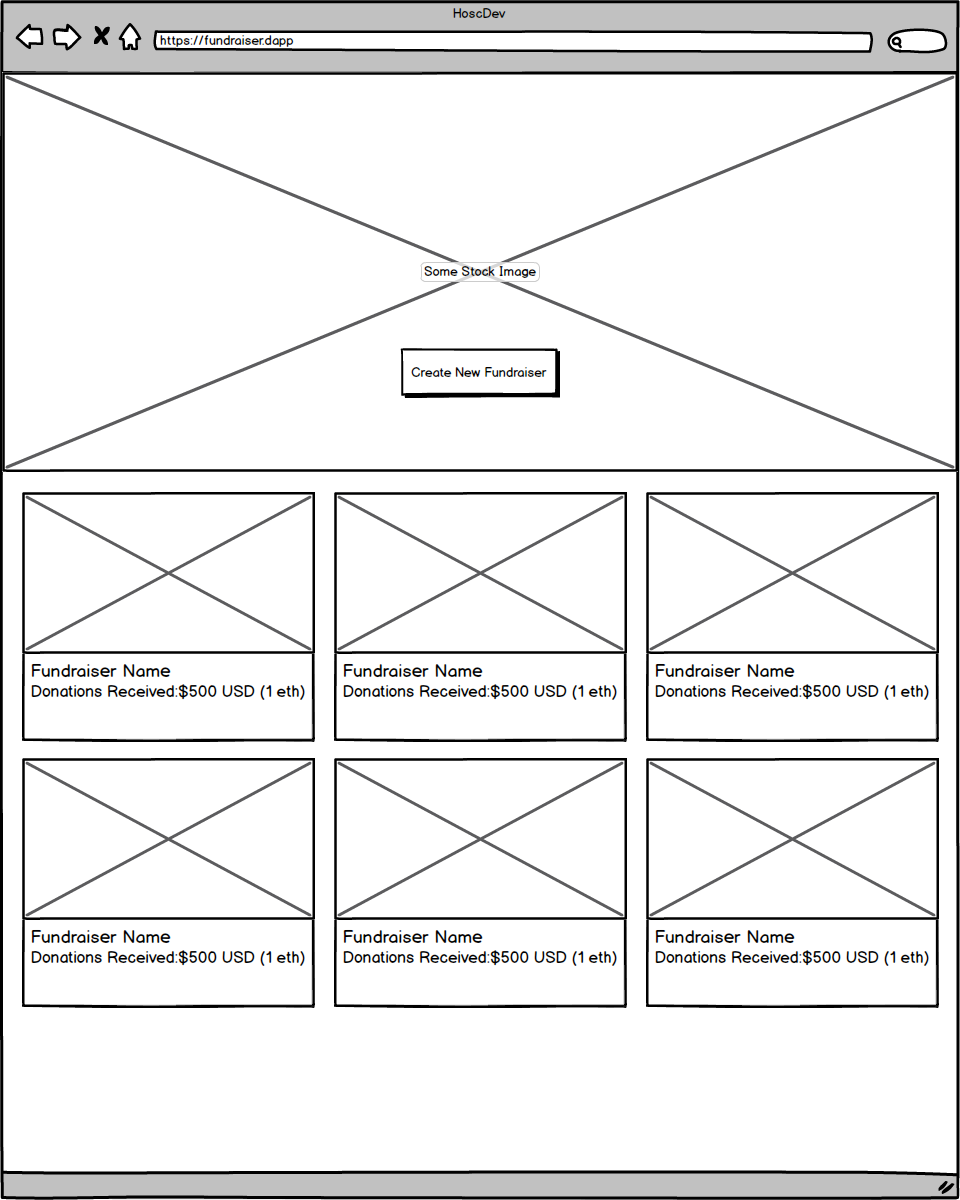 HoscDev
https://fundraiser.dapp
Some Stock Image
Create New Fundraiser
Fundraiser Name
Donations Received:$500 USD (1 eth)
Fundraiser Name
Donations Received:$500 USD (1 eth)
Fundraiser Name
Donations Received:$500 USD (1 eth)
Fundraiser Name
Donations Received:$500 USD (1 eth)
Fundraiser Name
Donations Received:$500 USD (1 eth)
Fundraiser Name
Donations Received:$500 USD (1 eth)